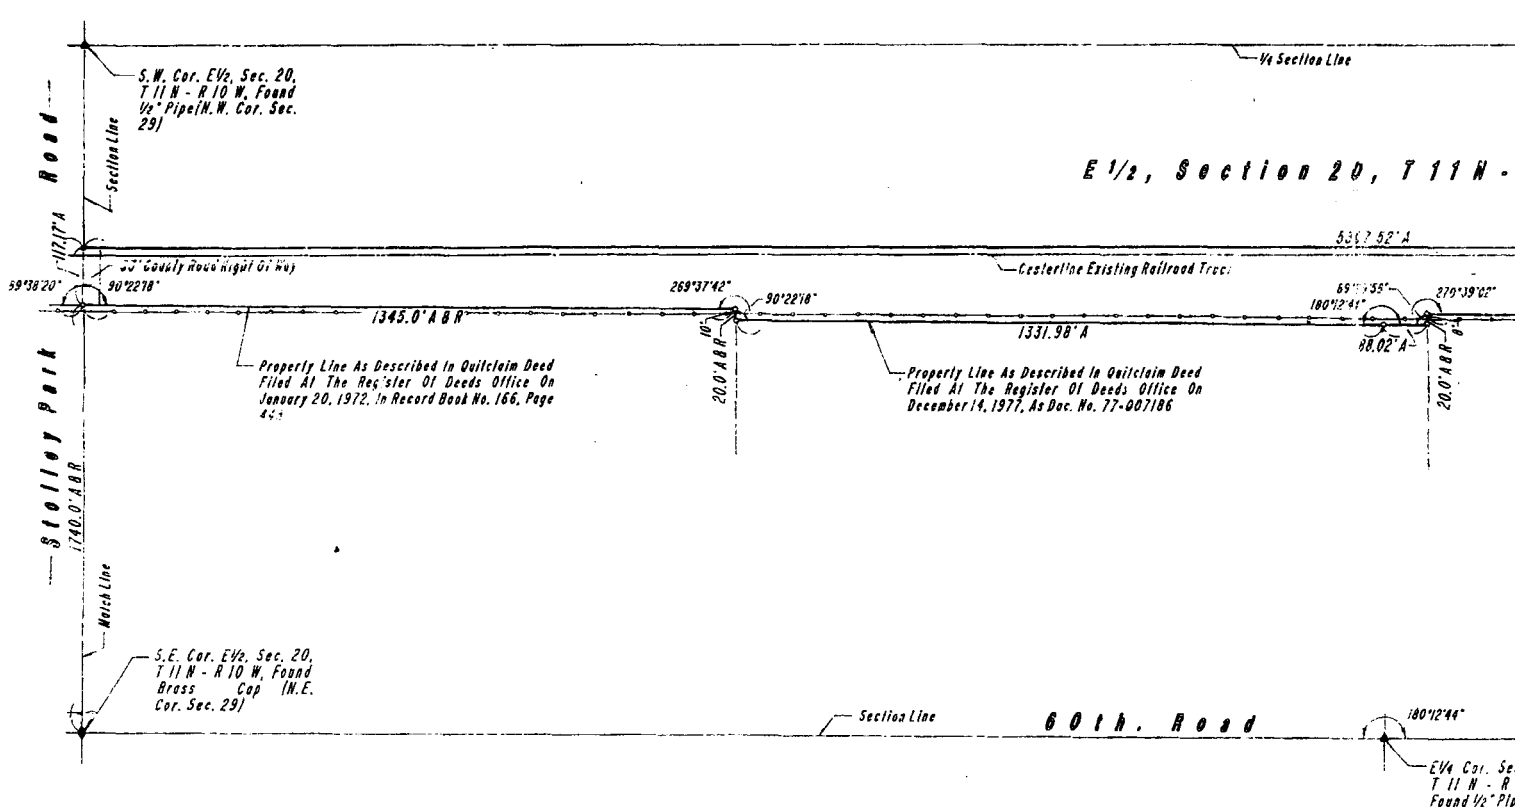 1/4 Section Line
S.W. Cor. E1/2, Sec. 20,
T 11 N - R 10 W, Found
1/2" Pipe(N.W. Cor. Sec.
29)
Road
Section Line
E 1/2, Section 20, T 11 N -
117.17' A
5307.52' A
33' County Road Right Of Way
Centerline Existing Railroad Track
90°22'18"
269°37'42"
90°22'18"
180°12'41"
270°39'02"
1345.0' A B R
10'
1331.98' A
88.02' A
8'
20.0' A B R
20.0' A B R
Property Line As Described In Quitclaim Deed
Filed At The Register Of Deeds Office On
January 20, 1972, In Record Book No. 166, Page
Property Line As Described In Quitclaim Deed
Filed At The Register Of Deeds Office On
December 14, 1977, As Doc. No. 77-007186
Stolley Park
1740.0' A B R
Match Line
S.E. Cor. E1/2, Sec. 20,
T 11 N - R 10 W, Found
Brass Cap (N.E.
Cor. Sec. 29)
Section Line
60th. Road
180°12'44"
E1/4 Cor. Se
T 11 N - R
Found 1/2" Pip